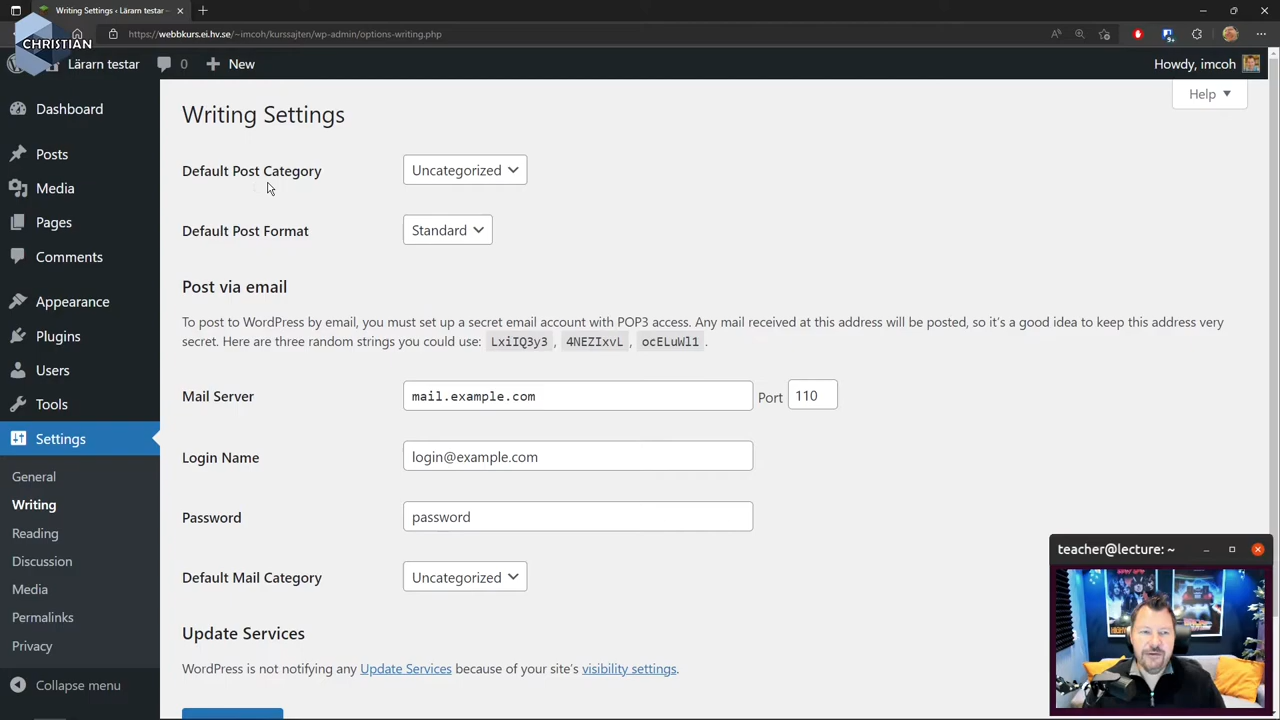 Writing Settings ‹ Lärn testar —
https://webbkurs.ei.hv.se/~imcoh/kurssajten/wp-admin/options-writing.php
CHRISTIAN
Lärarn testar
0
New
Howdy, imcoh
Help
Dashboard
Posts
Media
Pages
Comments
Appearance
Plugins
Users
Tools
Settings
General
Writing
Reading
Discussion
Media
Permalinks
Privacy
Collapse menu
Writing Settings
Default Post Category
Uncategorized
Default Post Format
Standard
Post via email
To post to WordPress by email, you must set up a secret email account with POP3 access. Any mail received at this address will be posted, so it’s a good idea to keep this address very
secret. Here are three random strings you could use: LxiIQ3y3 , 4NEZIxvL , ocELuWl1 .
Mail Server
mail.example.com
Port
110
Login Name
login@example.com
Password
password
Default Mail Category
Uncategorized
Update Services
WordPress is not notifying any Update Services because of your site’s visibility settings.
teacher@lecture: ~